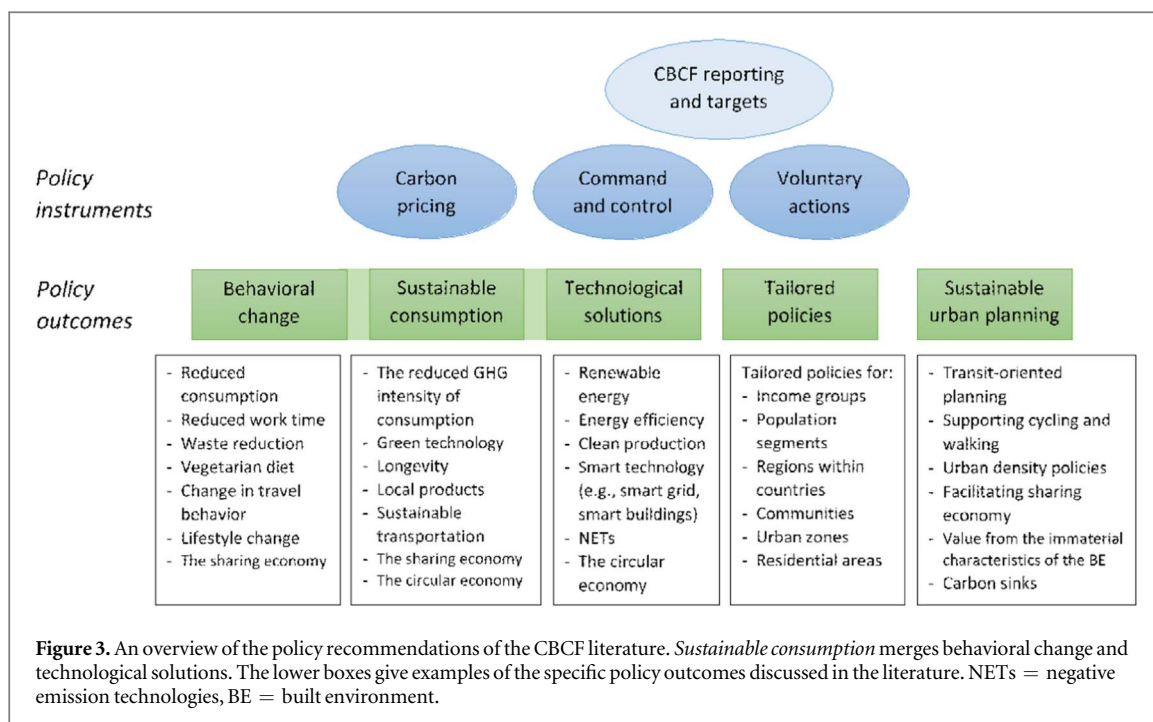 CBCF reporting
and targets
Policy
instruments
Carbon
pricing
Command
and control
Voluntary
actions
Policy
outcomes
Behavioral
change
Sustainable
consumption
Technological
solutions
Tailored
policies
Sustainable
urban planning
- Reduced
consumption
- Reduced work time
- Waste reduction
- Vegetarian diet
- Change in travel
behavior
- Lifestyle change
- The sharing economy
- The reduced GHG
intensity of
consumption
- Green technology
- Longevity
- Local products
- Sustainable
transportation
- The sharing economy
- The circular economy
- Renewable
energy
- Energy efficiency
- Clean production
- Smart technology
(e.g., smart grid,
smart buildings)
- NETs
- The circular
economy
Tailored policies for:
- Income groups
- Population
segments
- Regions within
countries
- Communities
- Urban zones
- Residential areas
- Transit-oriented
planning
- Supporting cycling and
walking
- Urban density policies
- Facilitating sharing
economy
- Value from the immaterial
characteristics of the BE
- Carbon sinks
Figure 3. An overview of the policy recommendations of the CBCF literature. Sustainable consumption merges behavioral change and
technological solutions. The lower boxes give examples of the specific policy outcomes discussed in the literature. NETs = negative
emission technologies, BE = built environment.